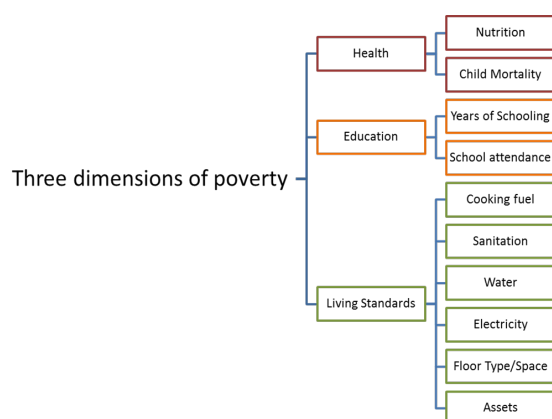 Three dimensions of poverty
Health
Nutrition
Child Mortality
Education
Years of Schooling
School attendance
Living Standards
Cooking fuel
Sanitation
Water
Electricity
Floor Type/Space
Assets